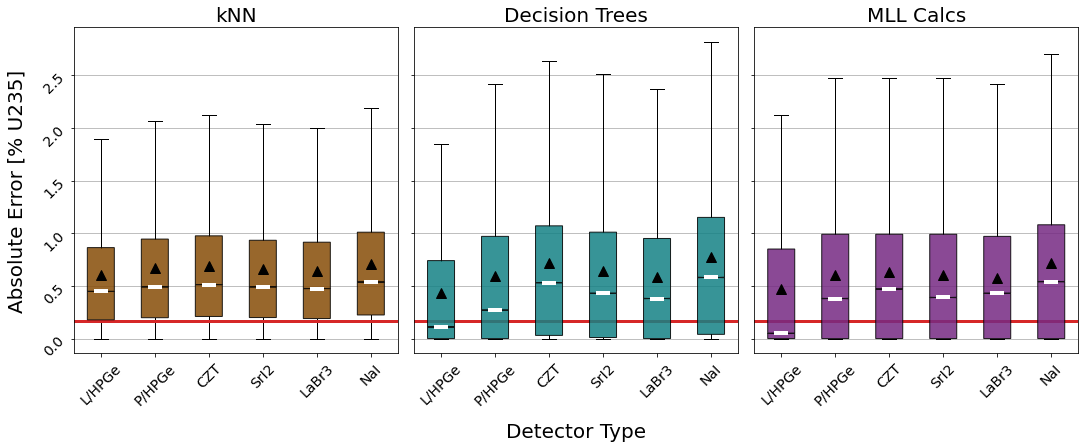 kNN
Decision Trees
MLL Calcs
Absolute Error [% U235]
2.5
2.0
1.5
1.0
0.5
0.0
L/HPGe
P/HPGe
CZT
SrI2
LaBr3
NaI
L/HPGe
P/HPGe
CZT
SrI2
LaBr3
NaI
L/HPGe
P/HPGe
CZT
SrI2
LaBr3
NaI
Detector Type